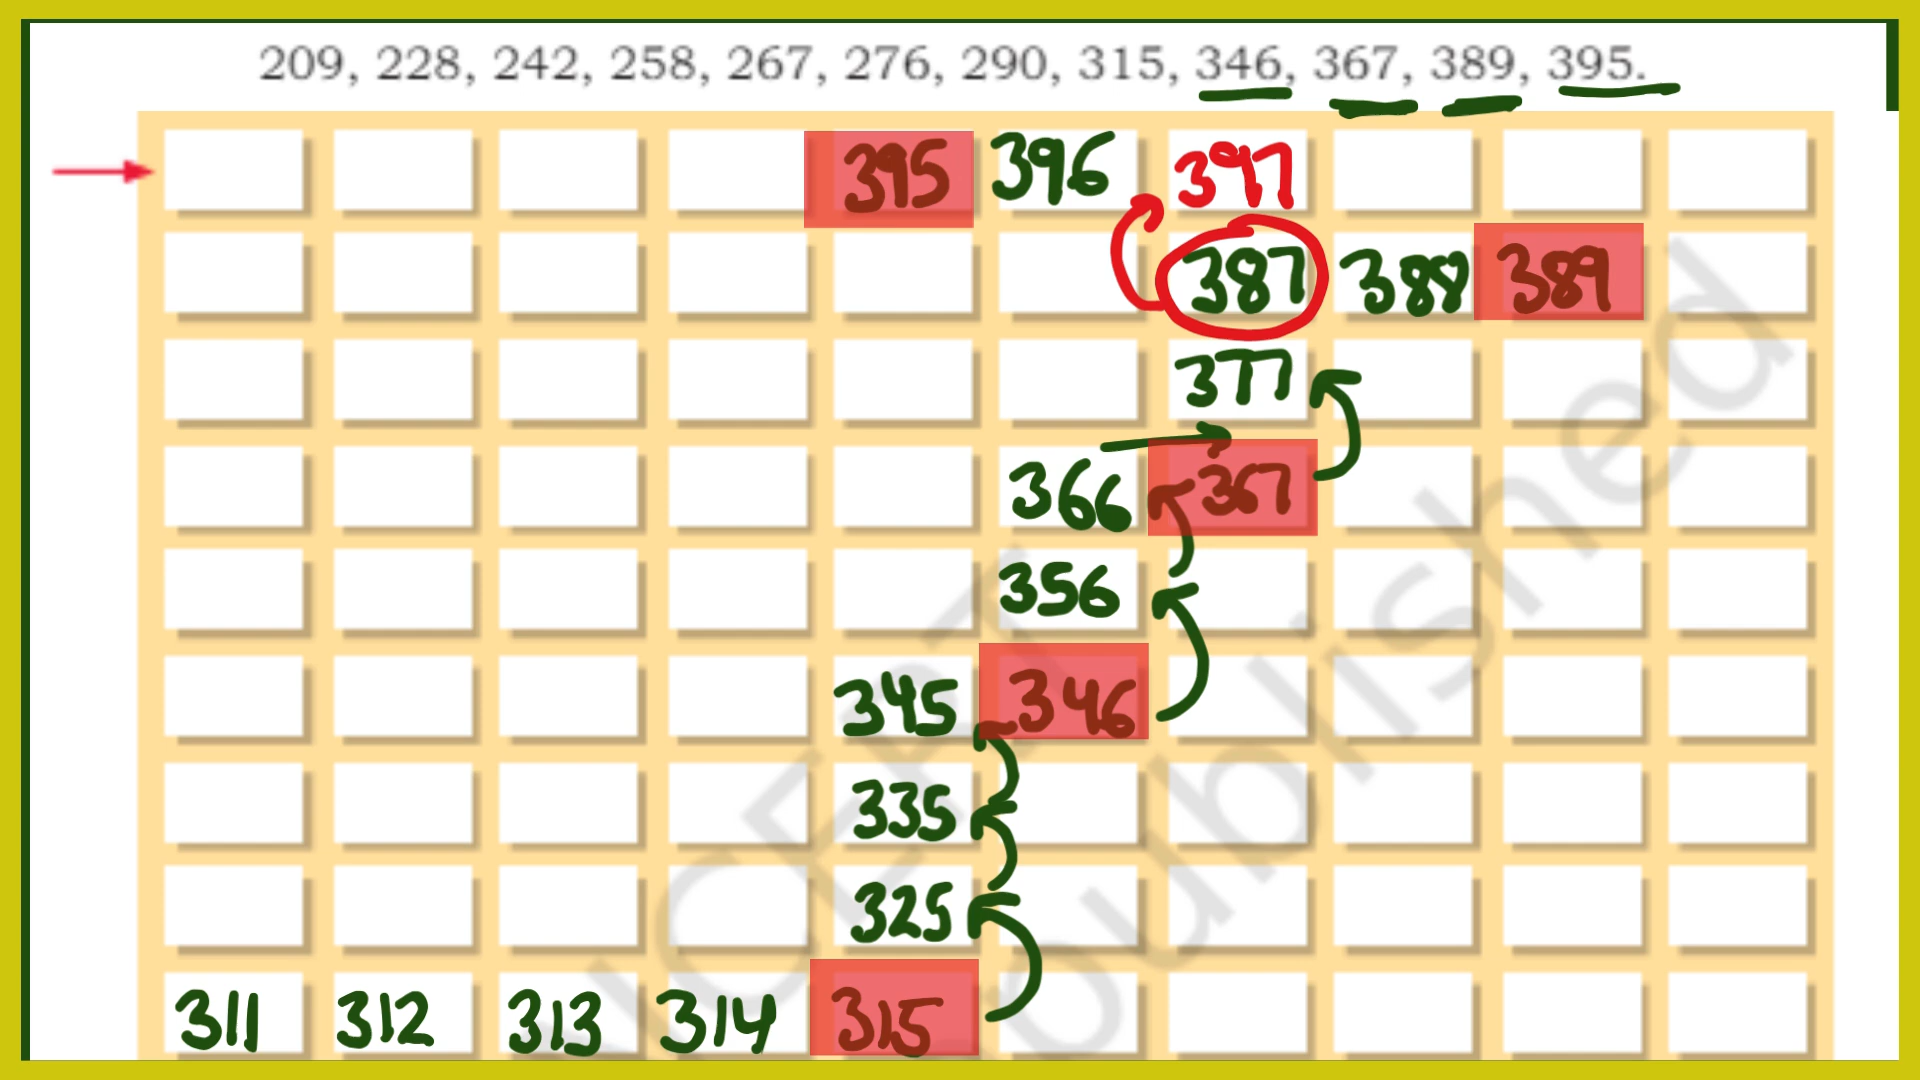 209, 228, 242, 258, 267, 276, 290, 315, 346, 367, 389, 395.
395 396 397
387 388 389
377
366 367
356
345 346
335
325
311 312 313 314 315
published